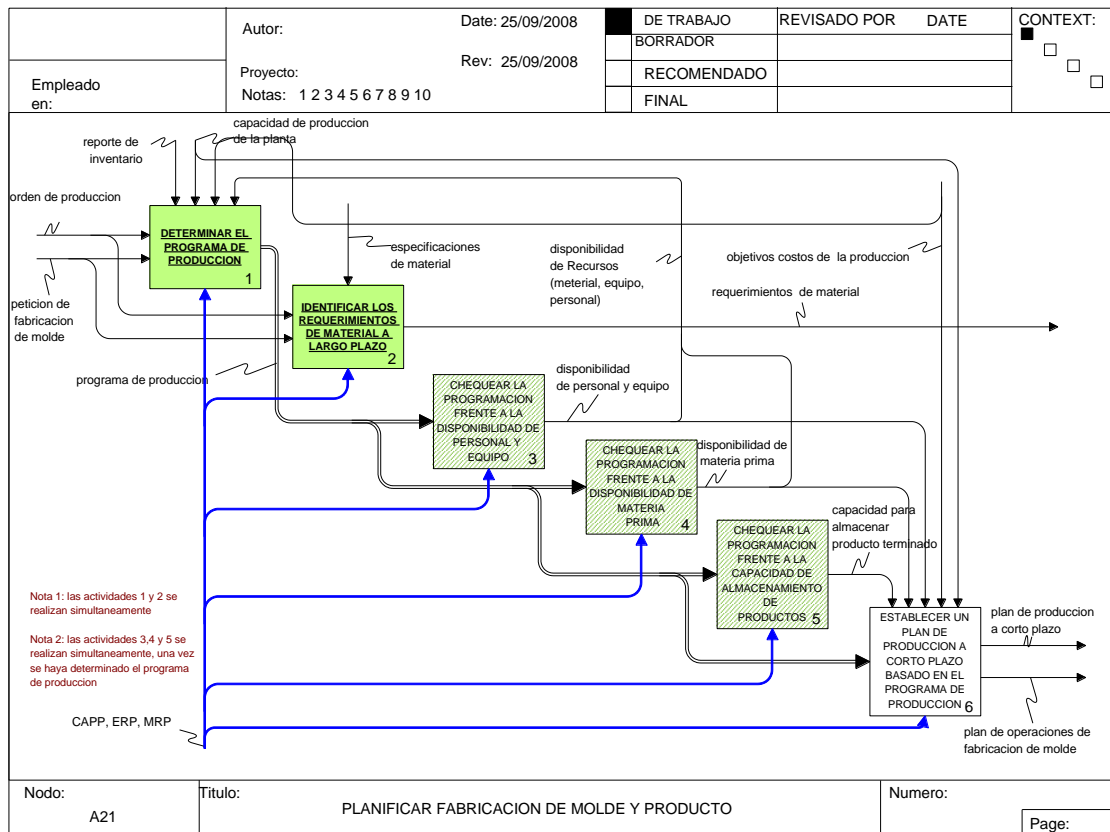 Autor:
Date: 25/09/2008
Rev: 25/09/2008
Empleado
en:
Proyecto:
Notas: 1 2 3 4 5 6 7 8 9 10
DE TRABAJO
BORRADOR
RECOMENDADO
FINAL
REVISADO POR
DATE
CONTEXT:
reporte de
inventario
capacidad de produccion
de la planta
orden de produccion
peticion de
fabricacion
de molde
DETERMINAR EL
PROGRAMA DE
PRODUCCION
1
especificaciones
de material
disponibilidad
de Recursos
(meterial, equipo,
personal)
objetivos costos de la produccion
requerimientos de material
IDENTIFICAR LOS
REQUERIMIENTOS
DE MATERIAL A
LARGO PLAZO
2
programa de produccion
disponibilidad
de personal y equipo
CHEQUEAR LA
PROGRAMACION
FRENTE A LA
DISPONIBILIDAD DE
PERSONAL Y
EQUIPO
3
disponibilidad de
materia prima
CHEQUEAR LA
PROGRAMACION
FRENTE A LA
DISPONIBILIDAD DE
MATERIA
PRIMA
4
capacidad para
almacenar
producto terminado
CHEQUEAR LA
PROGRAMACION
FRENTE A LA
CAPACIDAD DE
ALMACENAMIENTO
DE
PRODUCTOS
5
ESTABLECER UN
PLAN DE
PRODUCCION A
CORTO PLAZO
BASADO EN EL
PROGRAMA DE
PRODUCCION
6
plan de produccion
a corto plazo
plan de operaciones de
fabricacion de molde
Nota 1: las actividades 1 y 2 se
realizan simultaneamente
Nota 2: las actividades 3,4 y 5 se
realizan simultaneamente, una vez
se haya determinado el programa
de produccion
CAPP, ERP, MRP
Nodo:
A21
Titulo:
PLANIFICAR FABRICACION DE MOLDE Y PRODUCTO
Numero:
Page: